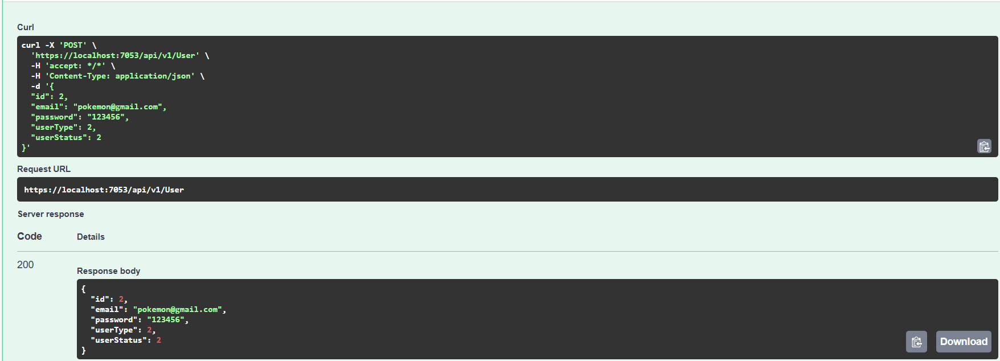 Curl
curl -X 'POST' \
  'https://localhost:7053/api/v1/User' \
  -H 'accept: */*' \
  -H 'Content-Type: application/json' \
  -d '{
  "id": 2,
  "email": "pokemon@gmail.com",
  "password": "123456",
  "userType": 2,
  "userStatus": 2
}'
Request URL
https://localhost:7053/api/v1/User
Server response
Code Details
200
Response body
{
  "id": 2,
  "email": "pokemon@gmail.com",
  "password": "123456",
  "userType": 2,
  "userStatus": 2
}
Download